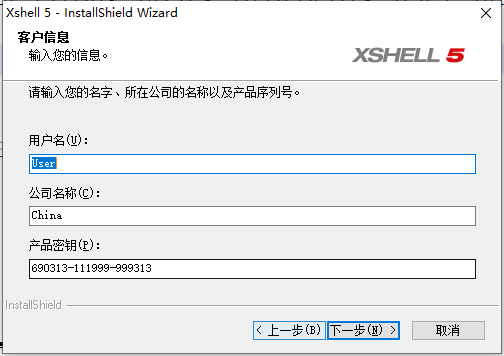 Xshell 5 - InstallShield Wizard
客户信息
输入您的信息。
XSHELL 5
请输入您的名字、所在公司的名称以及产品序列号。
用户名(U):
User
公司名称(C):
China
产品密钥(P):
690313-111999-999313
InstallShield
< 上一步(B) 下一步(N) > 取消